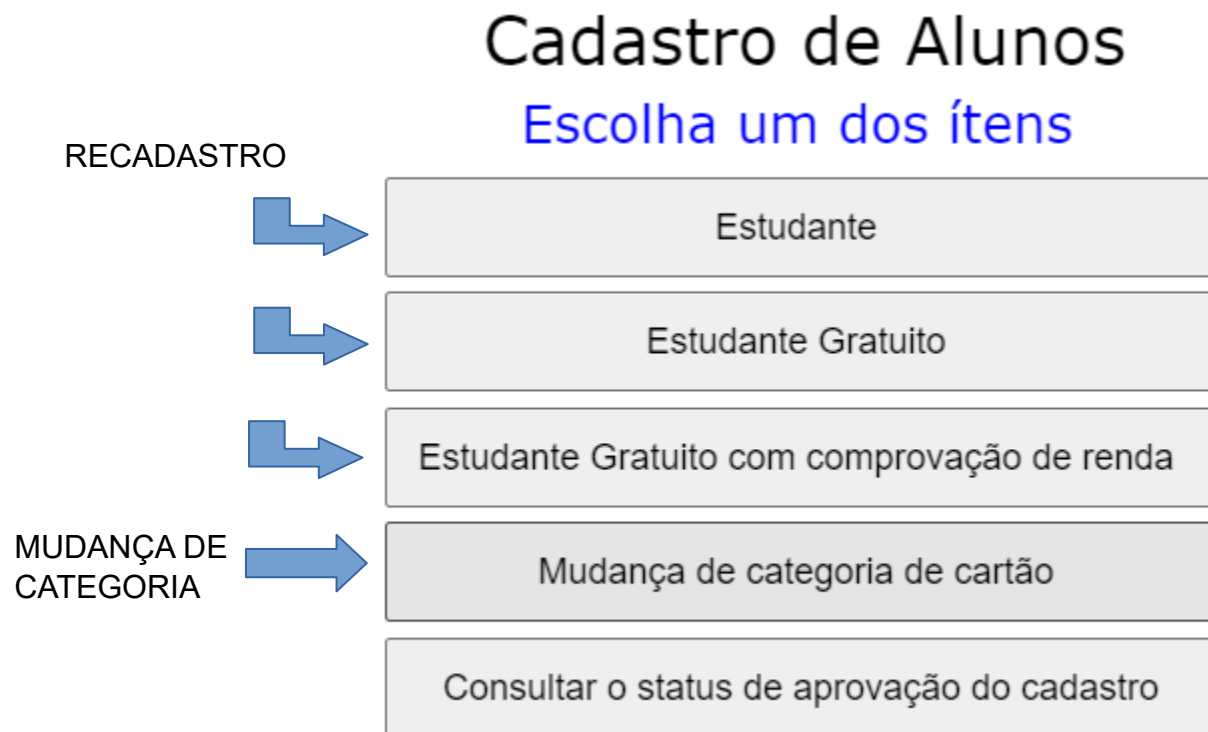 Cadastro de Alunos
Escolha um dos ítens
RECADASTRO
Estudante
Estudante Gratuito
Estudante Gratuito com comprovação de renda
MUDANÇA DE
CATEGORIA
Mudança de categoria de cartão
Consultar o status de aprovação do cadastro